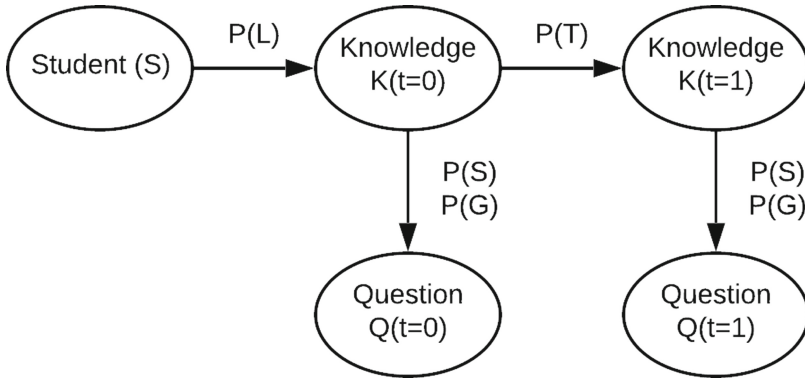 P(L)
P(T)
Student (S)
Knowledge
K(t=0)
Knowledge
K(t=1)
P(S)
P(G)
P(S)
P(G)
Question
Q(t=0)
Question
Q(t=1)